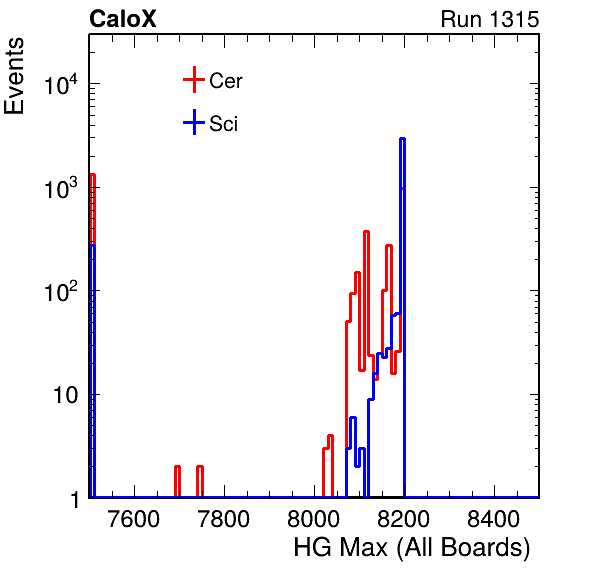 CaloX Run 1315
Events
Cer
Sci
10⁴
10³
10²
10
1
7600 7800 8000 8200 8400
HG Max (All Boards)